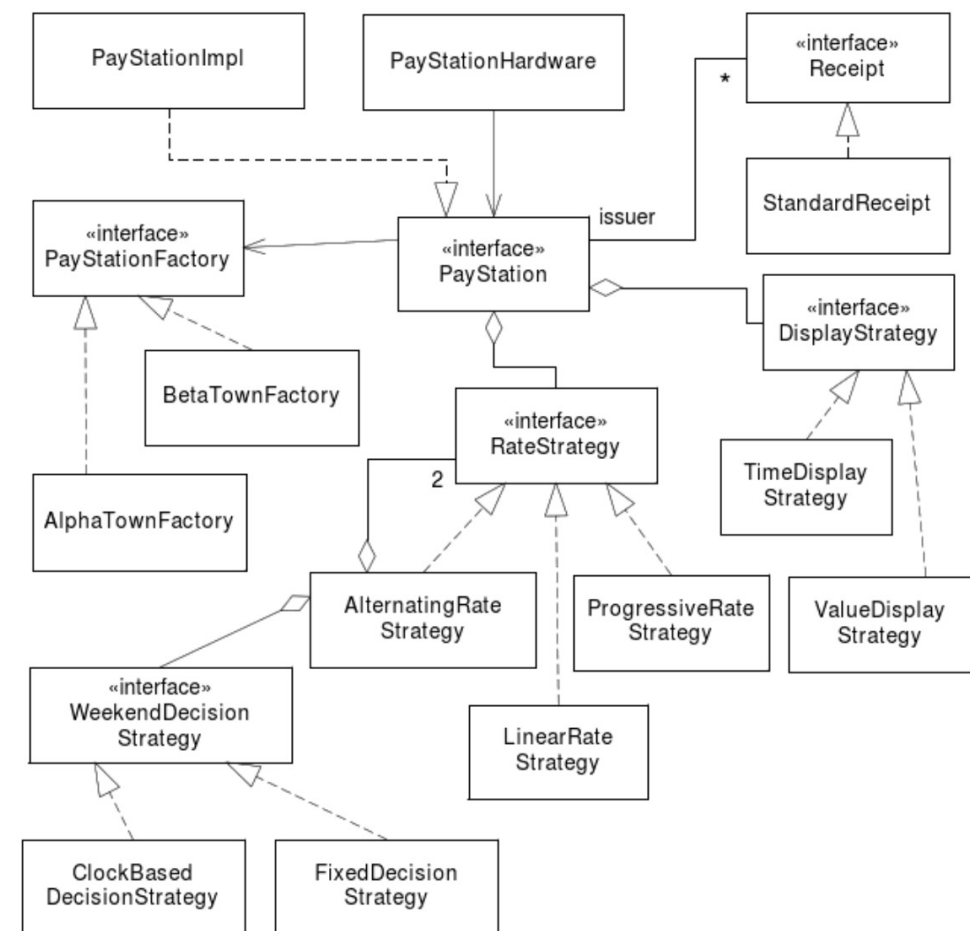 PayStationImpl
PayStationHardware
«interface»
Receipt
*
StandardReceipt
issuer
«interface»
PayStationFactory
«interface»
PayStation
«interface»
DisplayStrategy
BetaTownFactory
«interface»
RateStrategy
2
TimeDisplay
Strategy
AlphaTownFactory
AlternatingRate
Strategy
ProgressiveRate
Strategy
ValueDisplay
Strategy
«interface»
WeekendDecision
Strategy
LinearRate
Strategy
ClockBased
DecisionStrategy
FixedDecision
Strategy